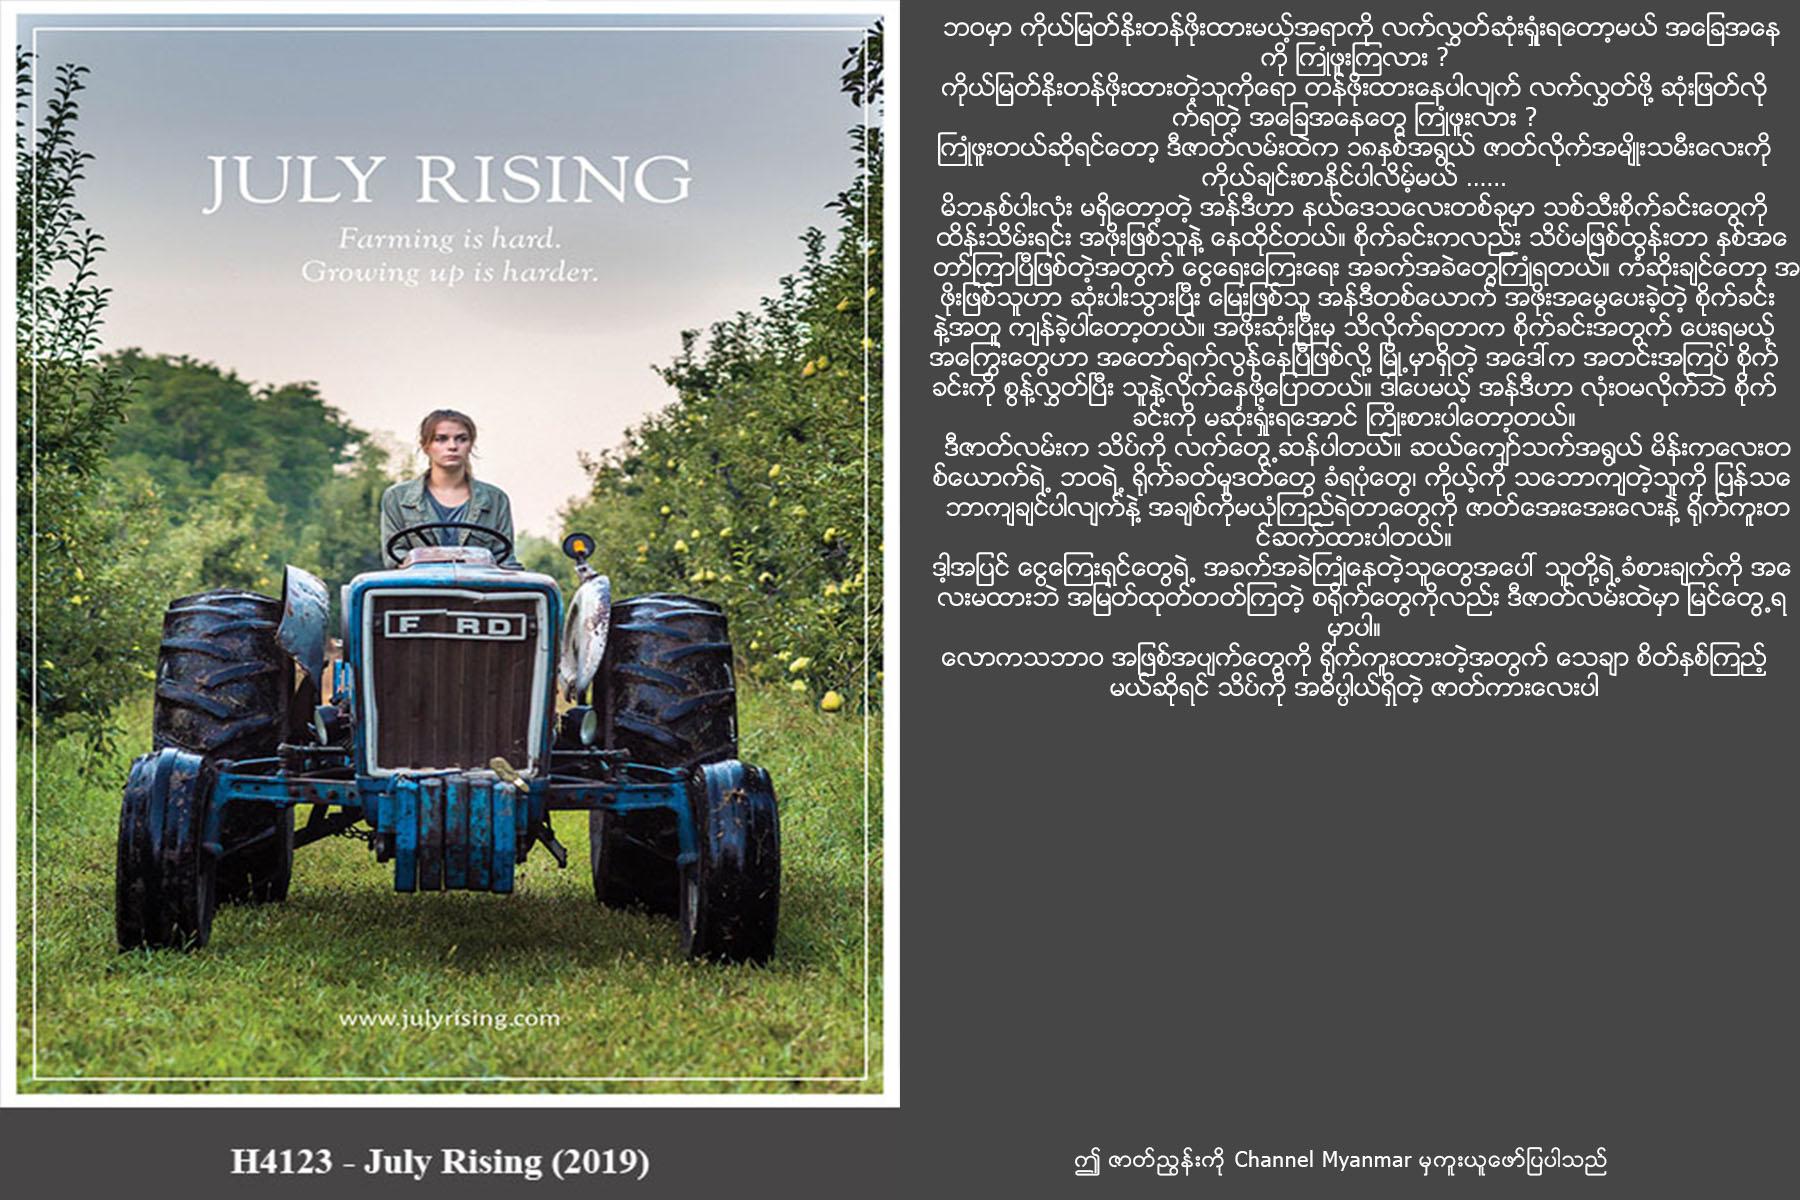 JULY RISING
Farming is hard.
Growing up is harder.
F RD
www.julyrising.com
H4123 - July Rising (2019)
ဘဝမှာ ကိုယ်မြတ်နိုးတန်ဖိုးထားမယ့်အရာကို လက်လွှတ်ဆုံးရှုံးရတော့မယ် အခြေအနေ
ကို ကြုံဖူးကြလား ?
ကိုယ်မြတ်နိုးတန်ဖိုးထားတဲ့သူကိုရော တန်ဖိုးထားနေပါလျက် လက်လွှတ်ဖို့ ဆုံးဖြတ်လို
က်ရတဲ့ အခြေအနေတွေ ကြုံဖူးလား ?
ကြုံဖူးတယ်ဆိုရင်တော့ ဒီဇာတ်လမ်းထဲက ၁၈နှစ်အရွယ် ဇာတ်လိုက်အမျိုးသမီးလေးကို
ကိုယ်ချင်းစာနိုင်ပါလိမ့်မယ် ......
မိဘနှစ်ပါးလုံး မရှိတော့တဲ့ အန်ဒီဟာ နယ်ဒေသလေးတစ်ခုမှာ သစ်သီးစိုက်ခင်းတွေကို
ထိန်းသိမ်းရင်း အဖိုးဖြစ်သူနဲ့ နေထိုင်တယ်။ စိုက်ခင်းကလည်း သိပ်မဖြစ်ထွန်းတာ နှစ်အ‌ေ
တာ်ကြာပြီဖြစ်တဲ့အတွက် ငွေရေးကြေးရေး အခက်အခဲတွေကြုံရတယ်။ ကံဆိုးချင်တော့ အ
ဖိုးဖြစ်သူဟာ ဆုံးပါးသွားပြီး မြေးဖြစ်သူ အန်ဒီတစ်ယောက် အဖိုးအမွေပေးခဲ့တဲ့ စိုက်ခင်း
နဲ့အတူ ကျန်ခဲ့ပါတော့တယ်။ အဖိုးဆုံးပြီးမှ သိလိုက်ရတာက စိုက်ခင်းအတွက် ပေးရမယ့်
အကြွေးတွေဟာ အတော်ရက်လွန်နေပြီဖြစ်လို့ မြို့မှာရှိတဲ့ အဒေါ်က အတင်းအကြပ် စိုက်
ခင်းကို စွန့်လွှတ်ပြီး သူနဲ့လိုက်နေဖို့ပြောတယ်။ ဒါပေမယ့် အန်ဒီဟာ လုံးဝမလိုက်ဘဲ စိုက်
ခင်းကို မဆုံးရှုံးရအောင် ကြိုးစားပါတော့တယ်။
ဒီဇာတ်လမ်းက သိပ်ကို လက်တွေ့ဆန်ပါတယ်။ ဆယ်ကျော်သက်အရွယ် မိန်းကလေးတ
စ်ယောက်ရဲ့ ဘဝရဲ့ ရိုက်ခတ်မှုဒတ်တွေ ခံရပုံတွေ၊ ကိုယ့်ကို သဘောကျတဲ့သူကို ပြန်သ‌ေ
ဘာကျချင်ပါလျက်နဲ့ အချစ်ကိုမယုံကြည်ရဲတာတွေကို ဇာတ်အေးအေးလေးနဲ့ ရိုက်ကူးတ
င်ဆက်ထားပါတယ်။
ဒါ့အပြင် ငွေကြေးရှင်တွေရဲ့ အခက်အခဲကြုံနေတဲ့သူတွေအပေါ် သူတို့ရဲ့ခံစားချက်ကို အ‌ေ
လးမထားဘဲ အမြတ်ထုတ်တတ်ကြတဲ့ စရိုက်တွေကိုလည်း ဒီဇာတ်လမ်းထဲမှာ မြင်တွေ့ရ
မှာပါ။
လောကသဘာဝ အဖြစ်အပျက်တွေကို ရိုက်ကူးထားတဲ့အတွက် သေချာ စိတ်နှစ်ကြည့်
မယ်ဆိုရင် သိပ်ကို အဓိပ္ပါယ်ရှိတဲ့ ဇာတ်ကားလေးပါ
ဤ ဇာတ်ညွှန်းကို Channel Myanmar မှကူးယူဖော်ပြပါသည်